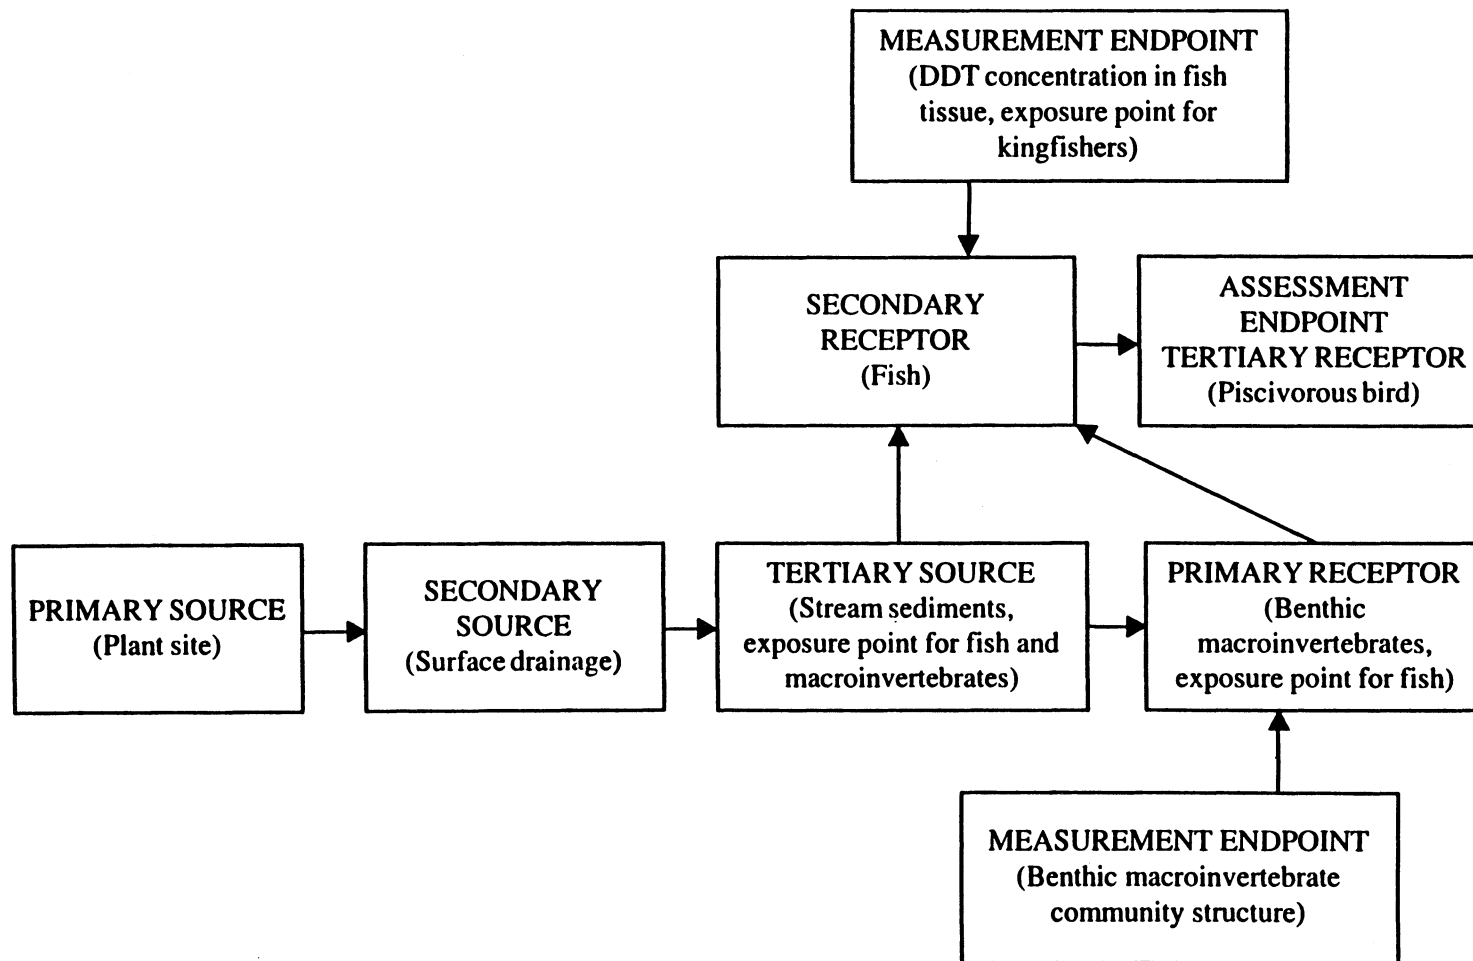 MEASUREMENT ENDPOINT
(DDT concentration in fish
tissue, exposure point for
kingfishers)
SECONDARY
RECEPTOR
(Fish)
ASSESSMENT
ENDPOINT
TERTIARY RECEPTOR
(Piscivorous bird)
PRIMARY SOURCE
(Plant site)
SECONDARY
SOURCE
(Surface drainage)
TERTIARY SOURCE
(Stream sediments,
exposure point for fish and
macroinvertebrates)
PRIMARY RECEPTOR
(Benthic
macroinvertebrates,
exposure point for fish)
MEASUREMENT ENDPOINT
(Benthic macroinvertebrate
community structure)